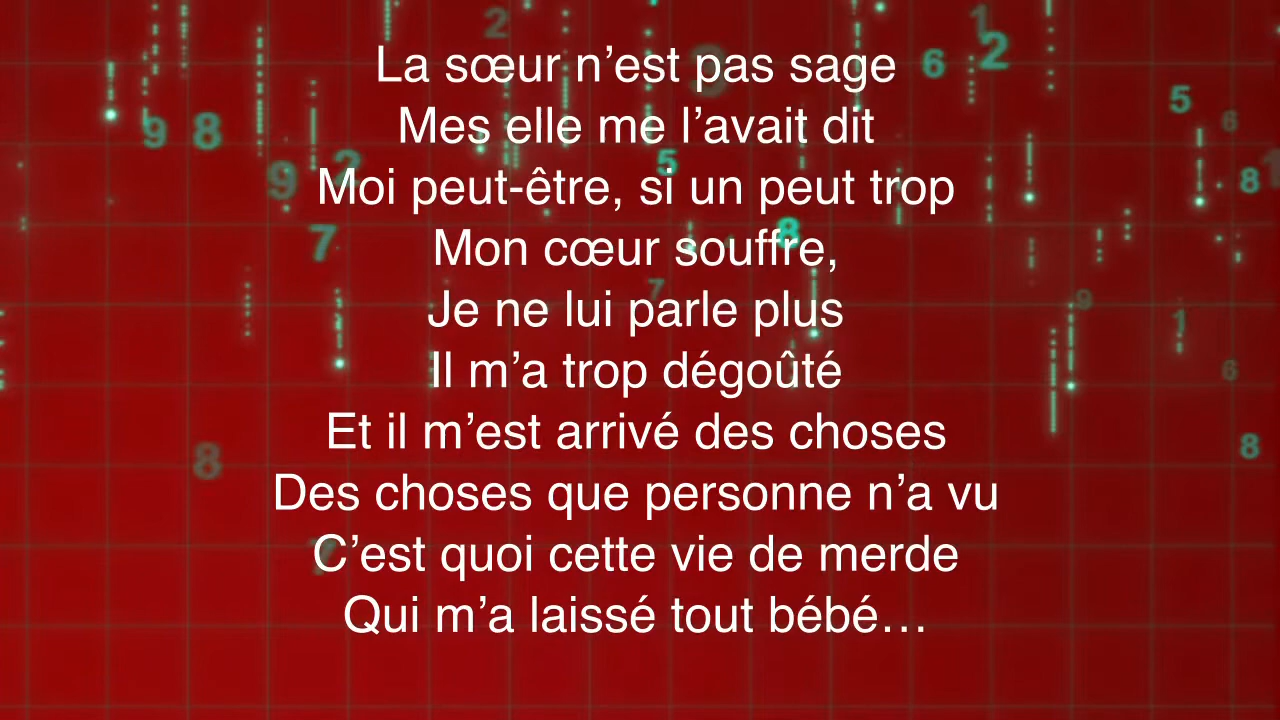 La sœur n’est pas sage
Mes elle me l’avait dit
Moi peut-être, si un peut trop
Mon cœur souffre,
Je ne lui parle plus
Il m’a trop dégoûté
Et il m’est arrivé des choses
Des choses que personne n’a vu
C’est quoi cette vie de merde
Qui m’a laissé tout bébé…